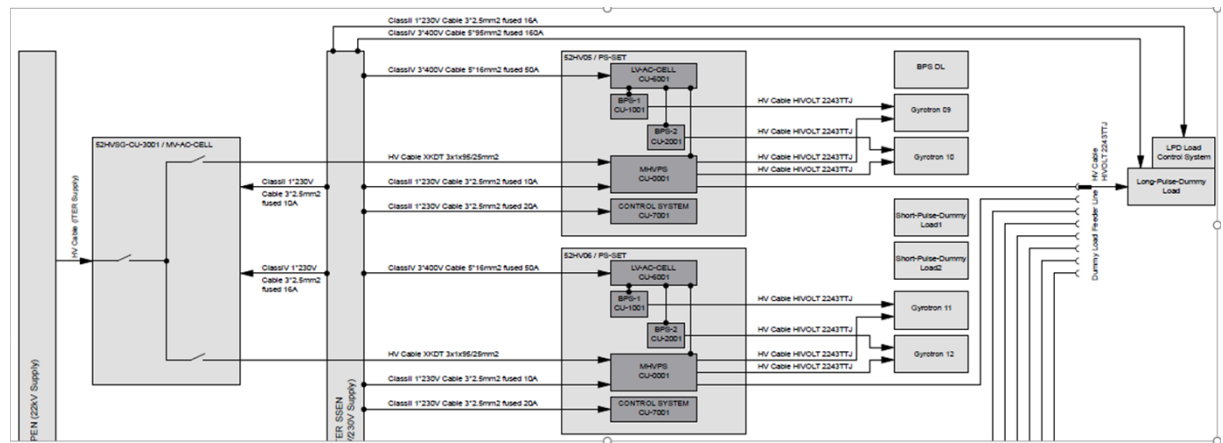 ClassII 1*230V Cable 3*2.5mm2 fused 16A
ClassIV 3*400V Cable 5*95mm2 fused 160A
52HV05 / PS-SET
ClassIV 3*400V Cable 5*16mm2 fused 50A
LV-AC-CELL
CU-6001
BPS DL
BPS-1
CU-1001
HV Cable HIVOLT 2243TTJ
Gyrotron 09
HV Cable HIVOLT 2243TTJ
BPS-2
CU-2001
HV Cable HIVOLT 2243TTJ
52HVSG-CU-3001 / MV-AC-CELL
HV Cable XKDT 3x1x95/25mm2
MHVPS
CU-0001
HV Cable HIVOLT 2243TTJ
Gyrotron 10
HV Cable
HIVOLT 2243TTJ
LPD Load
Control System
ClassII 1*230V
Cable 3*2.5mm2
fused 10A
ClassII 1*230V Cable 3*2.5mm2 fused 10A
Long-Pulse-Dummy
Load
ClassII 1*230V Cable 3*2.5mm2 fused 20A
CONTROL SYSTEM
CU-7001
Short-Pulse-Dummy
Load1
Dummy Load Feeder Line
HV Cable (ITER Supply)
Short-Pulse-Dummy
Load2
52HV06 / PS-SET
ClassIV 1*230V
Cable 3*2.5mm2
fused 16A
ClassIV 3*400V Cable 5*16mm2 fused 50A
LV-AC-CELL
CU-6001
BPS-1
CU-1001
HV Cable HIVOLT 2243TTJ
Gyrotron 11
HV Cable HIVOLT 2243TTJ
BPS-2
CU-2001
HV Cable HIVOLT 2243TTJ
HV Cable XKDT 3x1x95/25mm2
MHVPS
CU-0001
HV Cable HIVOLT 2243TTJ
Gyrotron 12
ClassII 1*230V Cable 3*2.5mm2 fused 10A
ClassII 1*230V Cable 3*2.5mm2 fused 20A
CONTROL SYSTEM
CU-7001
PEN (22kV Supply)
TER SSEN
V/230V Supply)